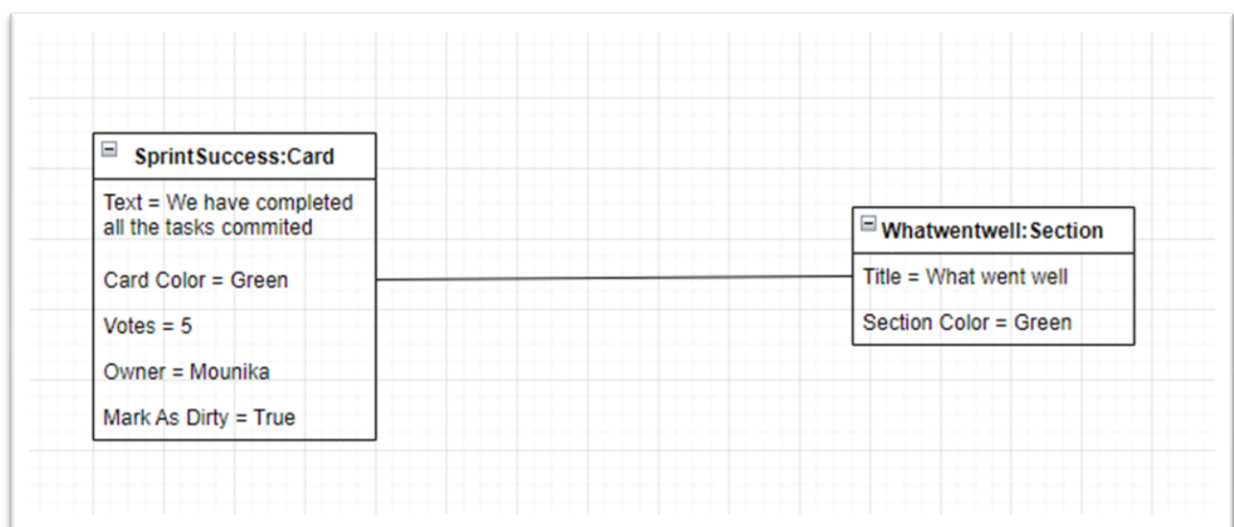 SprintSuccess:Card
Text = We have completed
all the tasks commited
Card Color = Green
Votes = 5
Owner = Mounika
Mark As Dirty = True
Whatwentwell:Section
Title = What went well
Section Color = Green